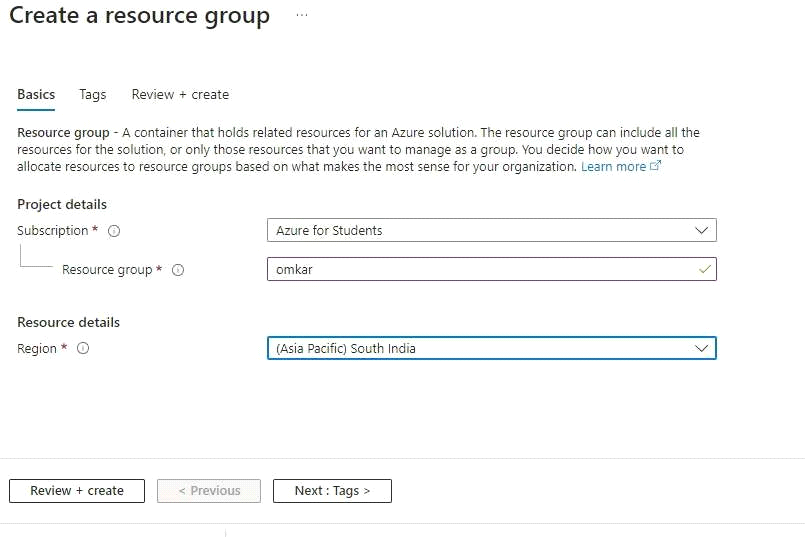 Create a resource group ...
Basics Tags Review + create
Resource group - A container that holds related resources for an Azure solution. The resource group can include all the
resources for the solution, or only those resources that you want to manage as a group. You decide how you want to
allocate resources to resource groups based on what makes the most sense for your organization. Learn more
Project details
Subscription * Azure for Students
Resource group * omkar
Resource details
Region * (Asia Pacific) South India
Review + create < Previous Next : Tags >